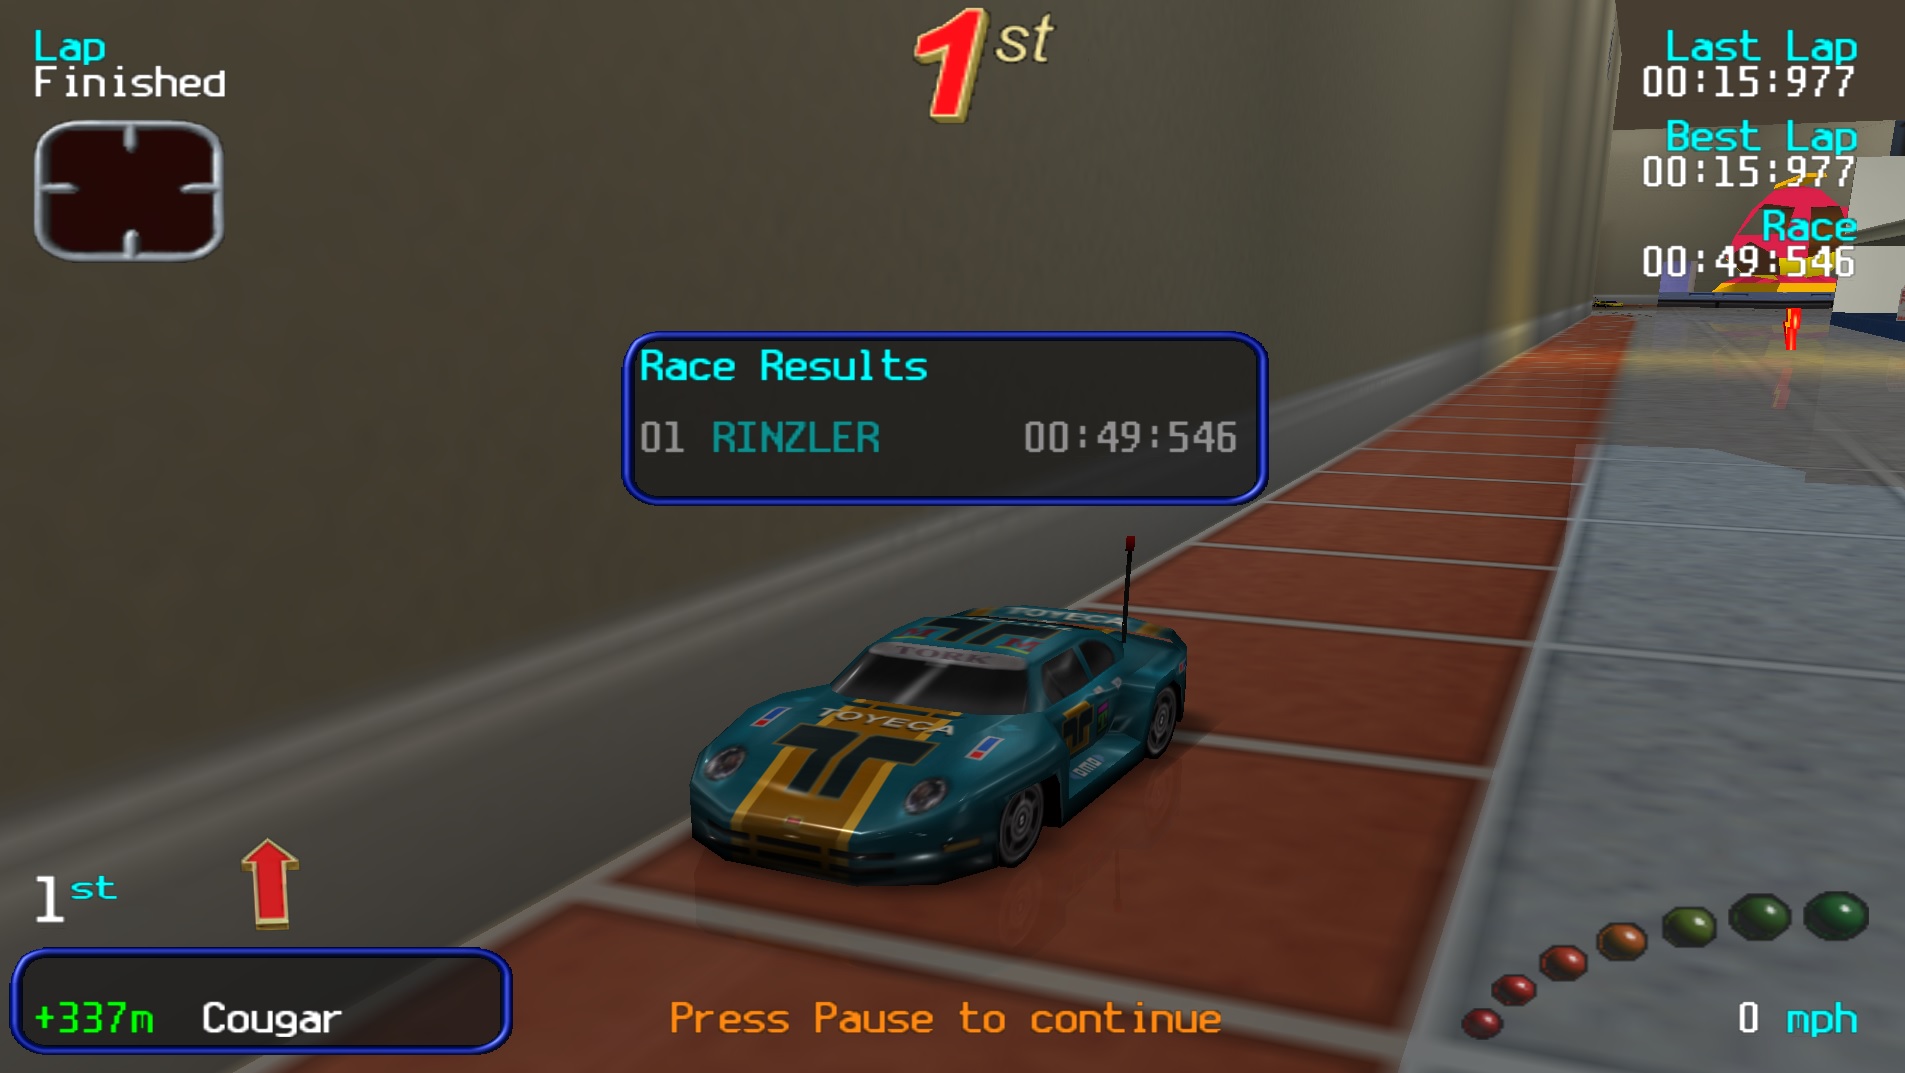 Lap
Finished
1st
Last Lap
00:15:977
Best Lap
00:15:977
Race
00:49:546
Race Results
01 RINZLER 00:49:546
TOYECA
TORK
TOYECA
1st
+337m Cougar
Press Pause to continue
0 mph